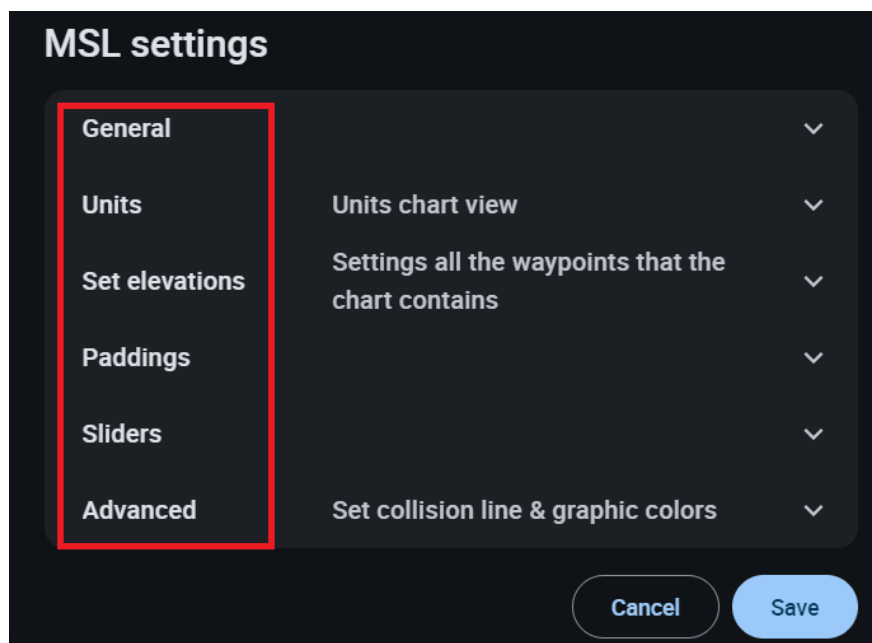 MSL settings
General
Units
Units chart view
Set elevations
Settings all the waypoints that the
chart contains
Paddings
Sliders
Advanced
Set collision line & graphic colors
Cancel
Save